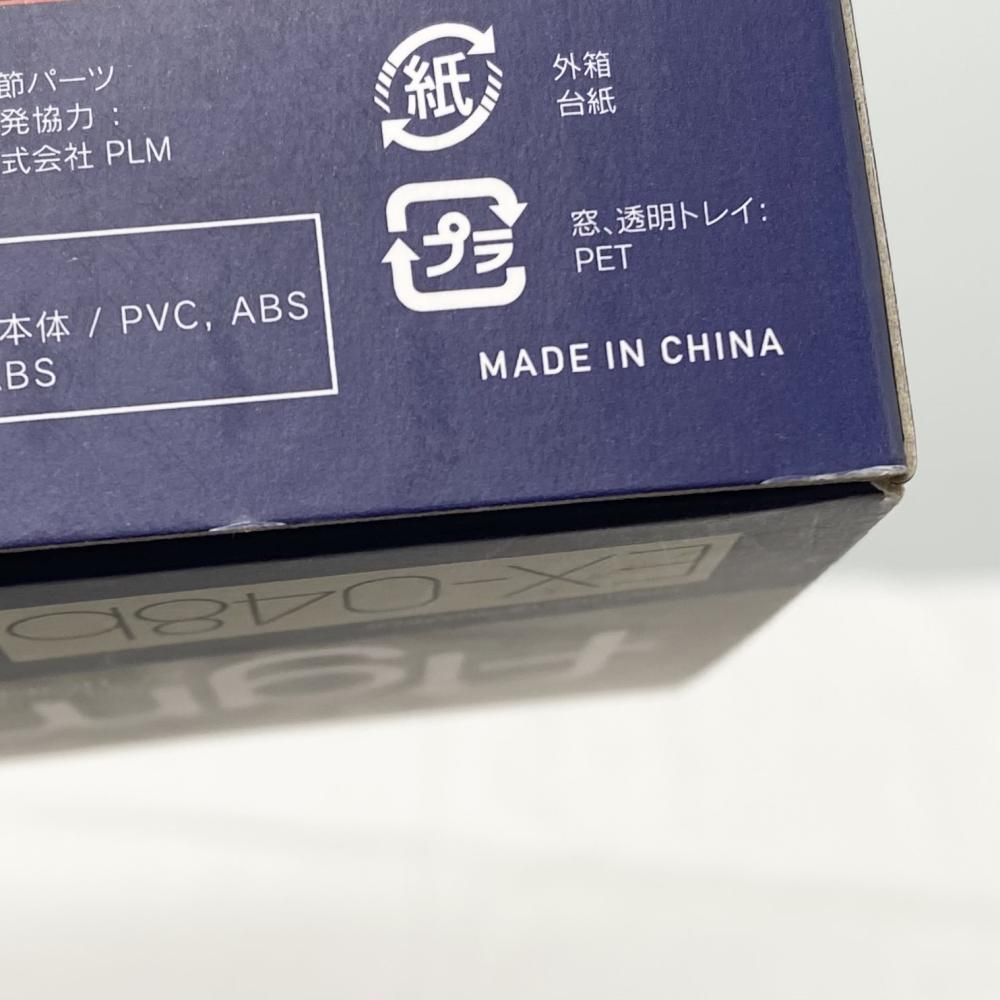 節パーツ
発協力：
式会社 PLM
紙
外箱
台紙
プラ
窓、透明トレイ：
PET
本体 / PVC, ABS
ABS
MADE IN CHINA
EX-048b